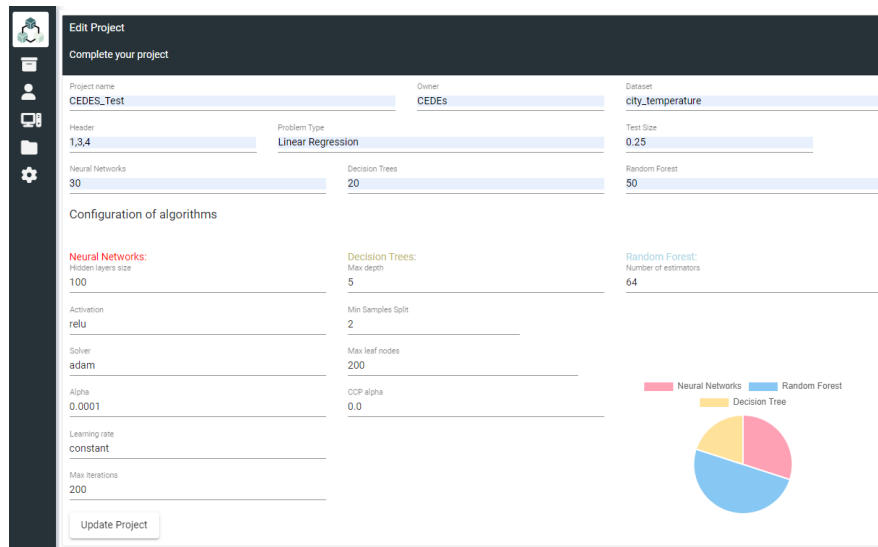 Edit Project
Complete your project
Project name Owner Dataset
CEDES_Test CEDEs city_temperature
Header Problem Type Test Size
1,3,4 Linear Regression 0.25
Neural Networks Decision Trees Random Forest
30 20 50
Configuration of algorithms
Neural Networks: Decision Trees: Random Forest:
Hidden layers size Max depth Number of estimators
100 5 64
Activation Min Samples Split
relu 2
Solver Max leaf nodes
adam 200
Neural Networks Random Forest
Decision Tree
Alpha CCP alpha
0.0001 0.0
Learning rate
constant
Max Iterations
200
Update Project